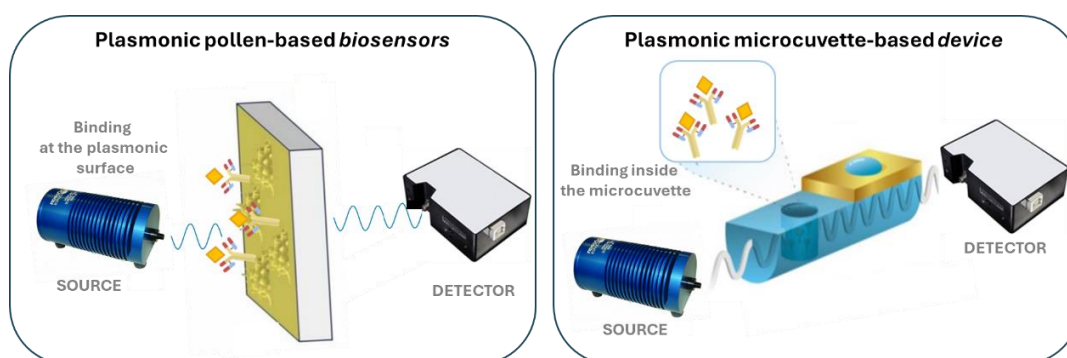 Plasmonic pollen-based biosensors
Binding
at the plasmonic
surface
SOURCE
DETECTOR
Plasmonic microcuvette-based device
Binding inside
the microcuvette
DETECTOR
SOURCE